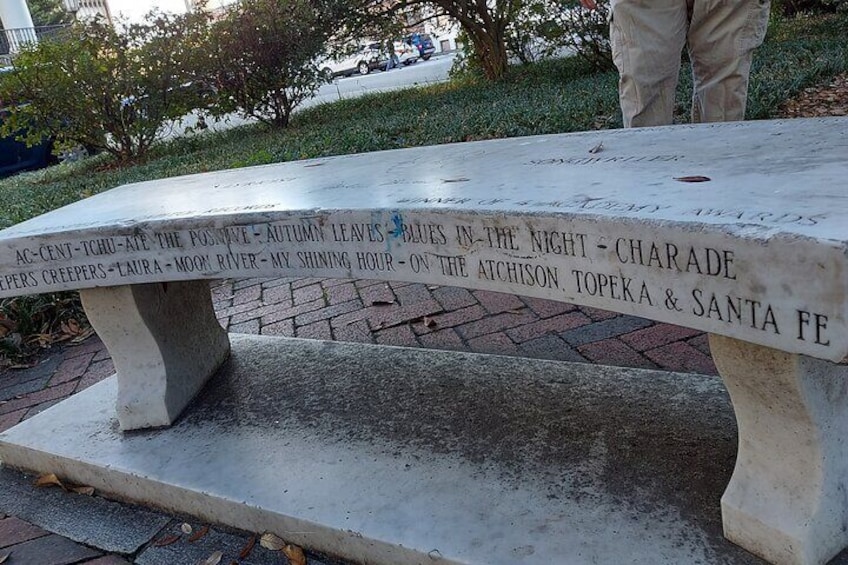 SONGWRITER
WINNER OF 4 ACADEMY AWARDS
AC-CENT-TCHU-ATE THE POSITIVE - AUTUMN LEAVES - BLUES IN THE NIGHT - CHARADE
EEPERS CREEPERS - LAURA - MOON RIVER - MY SHINING HOUR - ON THE ATCHISON, TOPEKA & SANTA FE